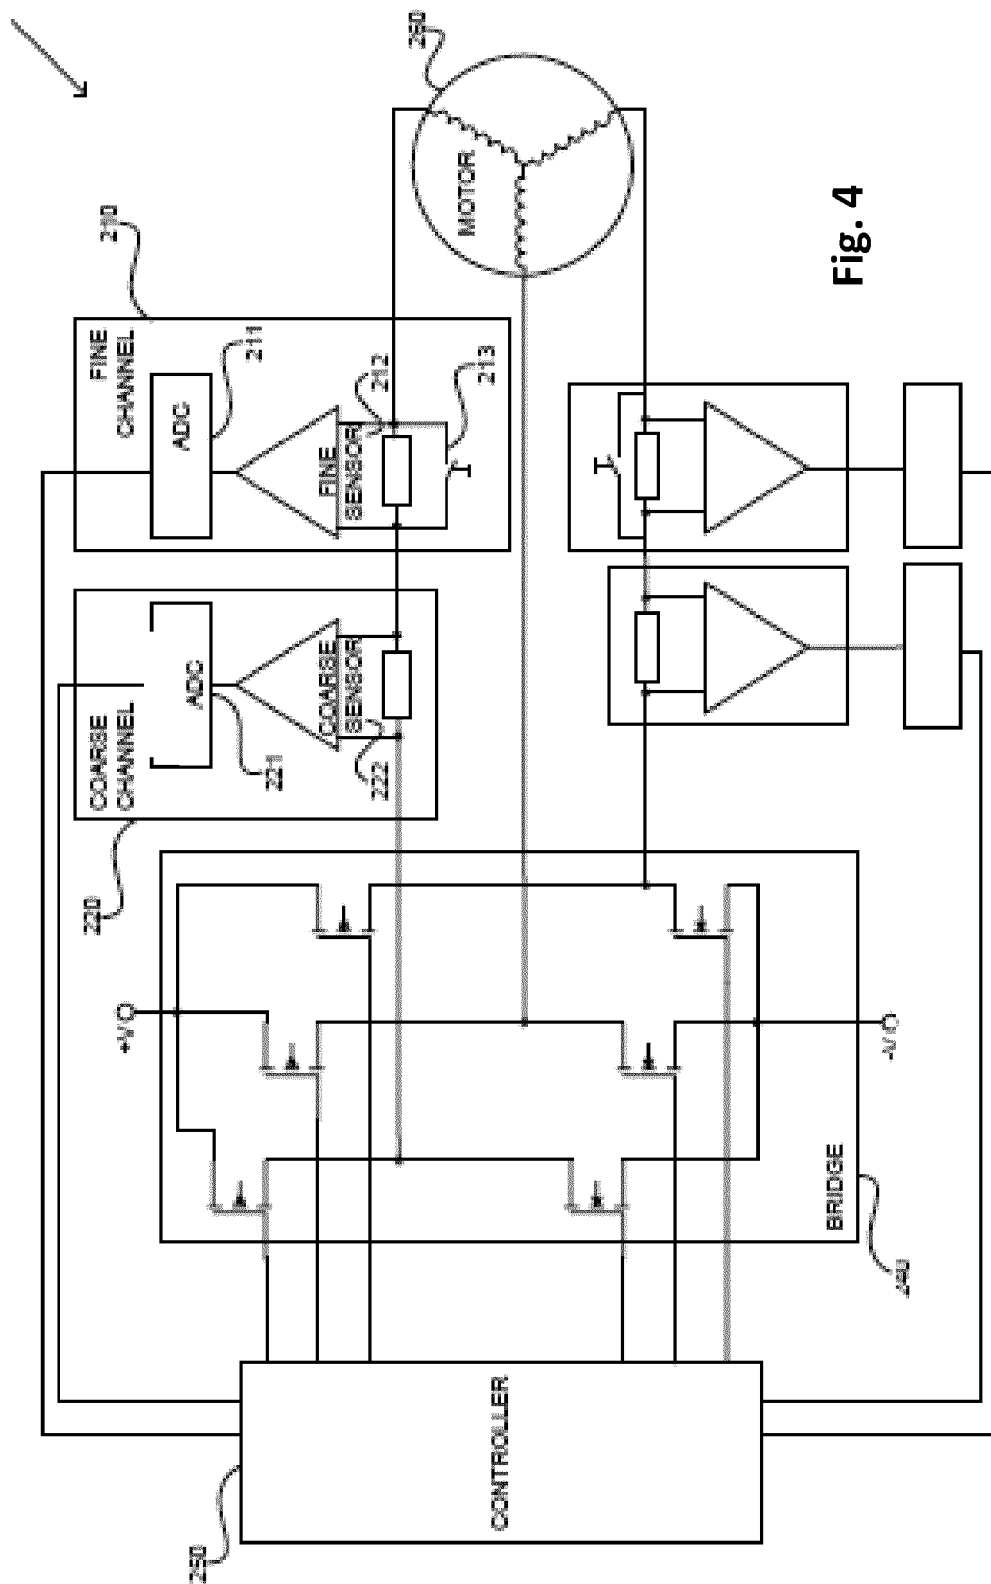 220
210
COARSE
CHANNEL
FINE
CHANNEL
+V
ADC
ADC
250
221
211
COARSE
SENSOR
FINE
SENSOR
222
212
213
260
MOTOR
CONTROLLER
BRIDGE
-V
240
Fig. 4